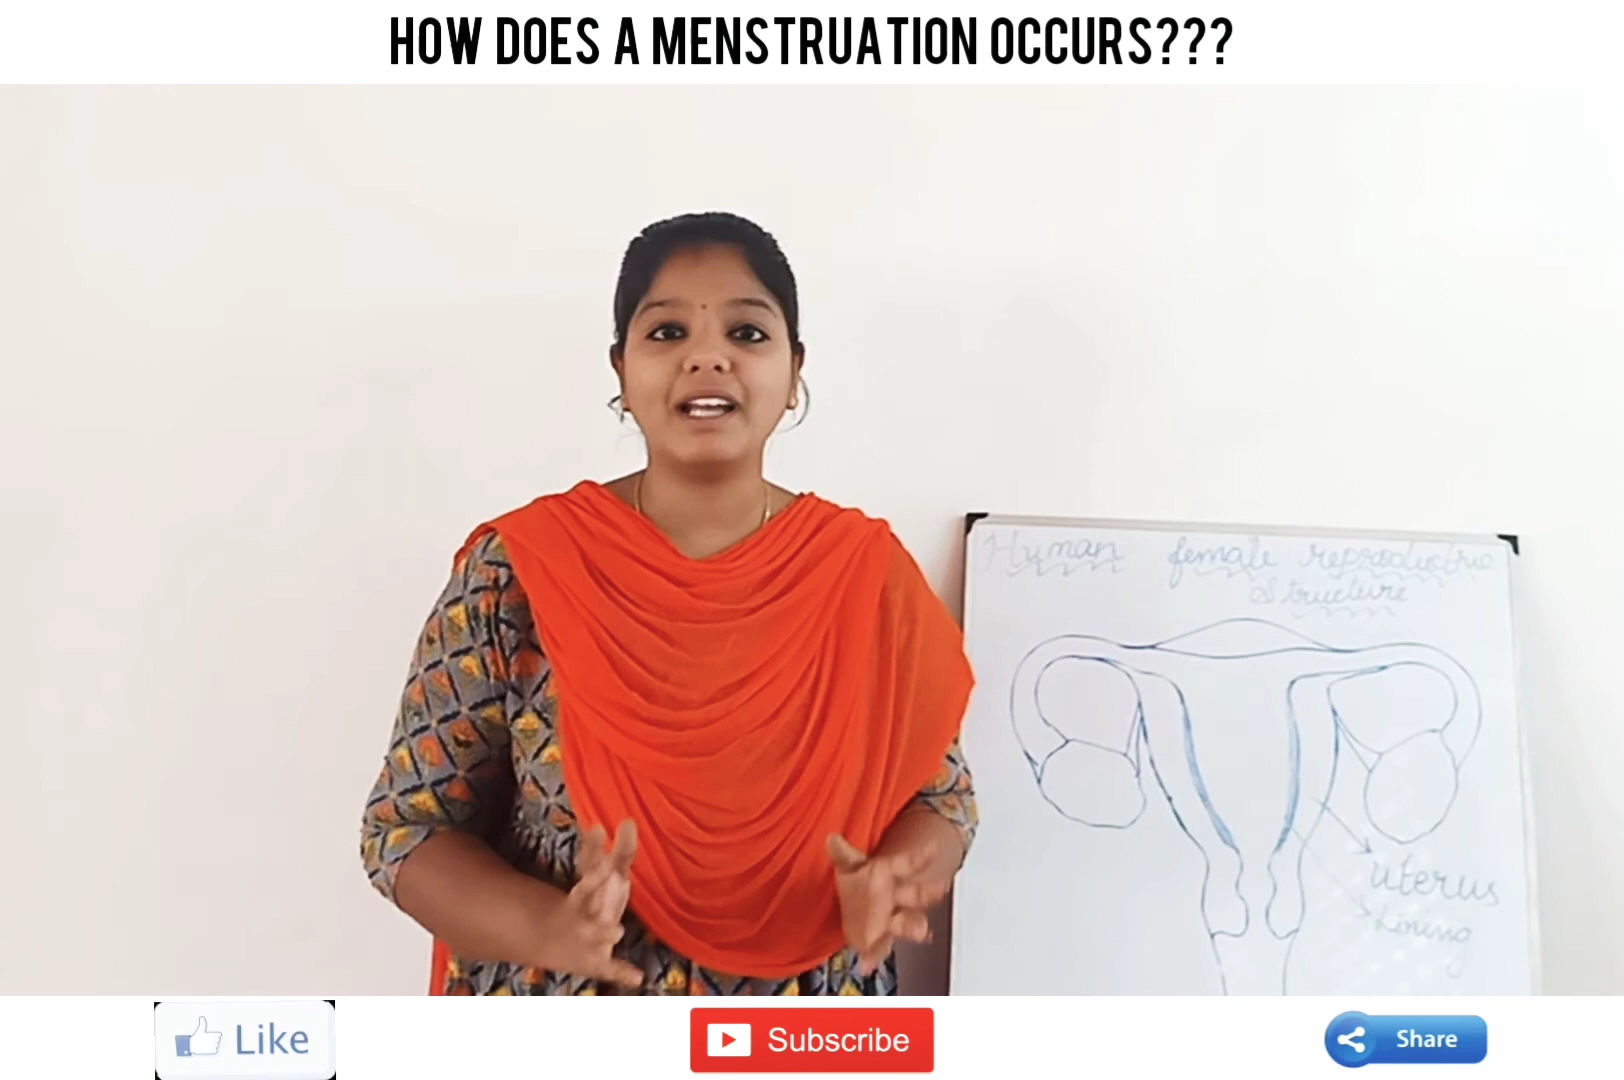 HOW DOES A MENSTRUATION OCCURS???
Human female reproductive
Structure
uterus
Lining
Like
Subscribe
Share